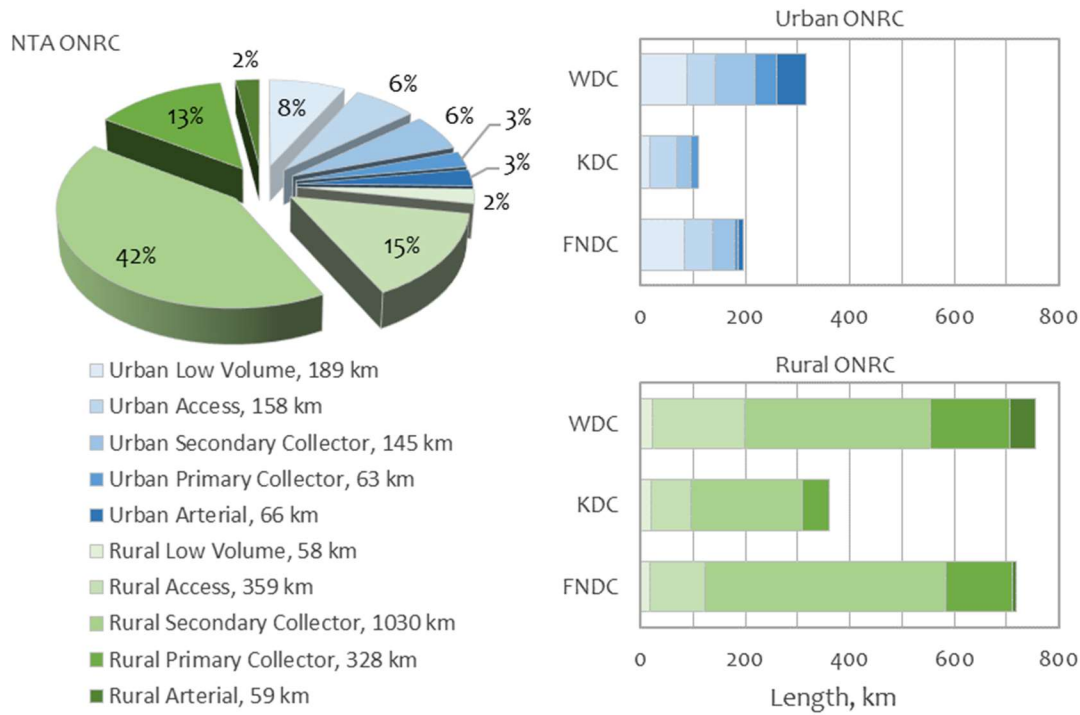 NTA ONRC
2%
8%
6%
6%
3%
3%
2%
15%
42%
13%
Urban Low Volume, 189 km
Urban Access, 158 km
Urban Secondary Collector, 145 km
Urban Primary Collector, 63 km
Urban Arterial, 66 km
Rural Low Volume, 58 km
Rural Access, 359 km
Rural Secondary Collector, 1030 km
Rural Primary Collector, 328 km
Rural Arterial, 59 km
Urban ONRC
WDC
KDC
FNDC
0 200 400 600 800
Rural ONRC
WDC
KDC
FNDC
0 200 400 600 800
Length, km